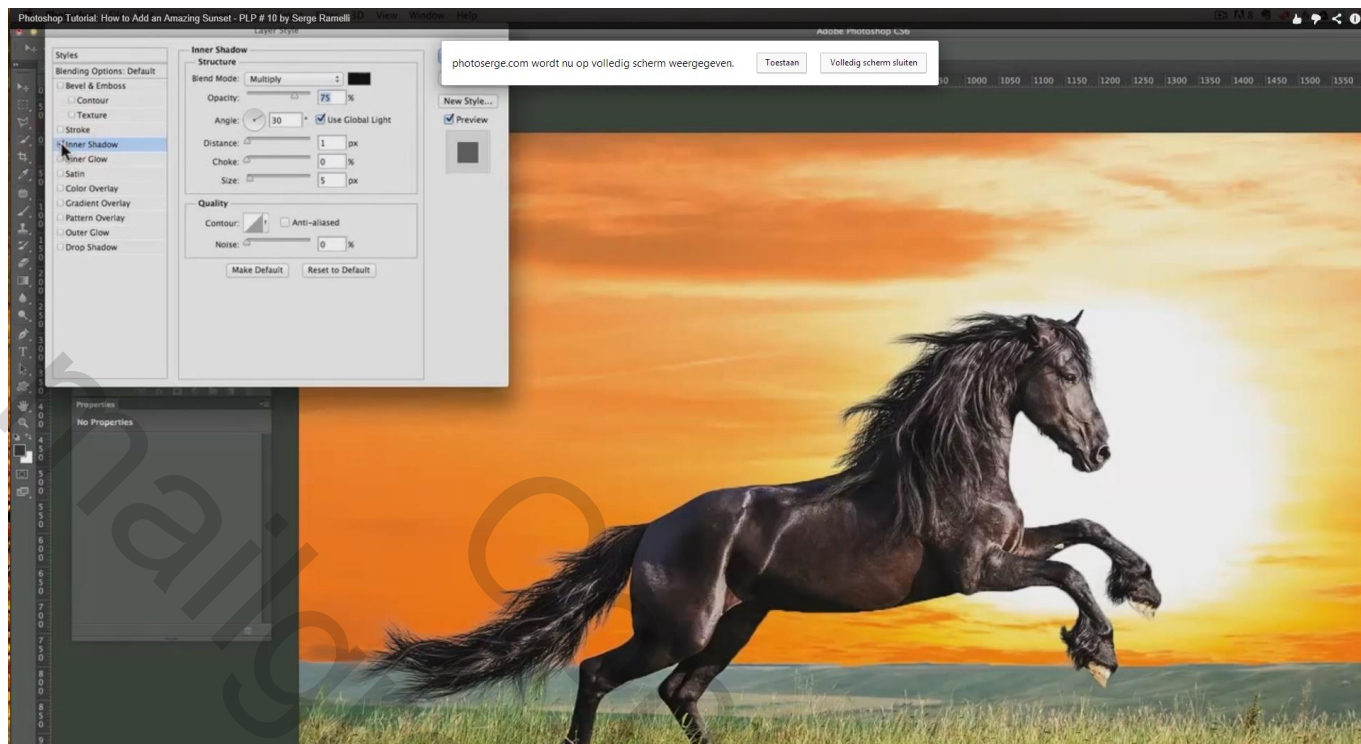 Photoshop Tutorial: How to Add an Amazing Sunset - PLP # 10 by Serge Ramelli
View Window Help
Layer Style
Adobe Photoshop CS6
photoserge.com wordt nu op volledig scherm weergegeven.
Toestaan
Volledig scherm sluiten
Styles
Blending Options: Default
Bevel & Emboss
Contour
Texture
Stroke
Inner Shadow
Inner Glow
Satin
Color Overlay
Gradient Overlay
Pattern Overlay
Outer Glow
Drop Shadow
Inner Shadow
Structure
Blend Mode: Multiply
Opacity: 75 %
Angle: 30 ° Use Global Light
Distance: 1 px
Choke: 0 %
Size: 5 px
Quality
Contour: Anti-aliased
Noise: 0 %
Make Default
Reset to Default
New Style...
Preview
1000 1050 1100 1150 1200 1250 1300 1350 1400 1450 1500 1550
Properties
No Properties